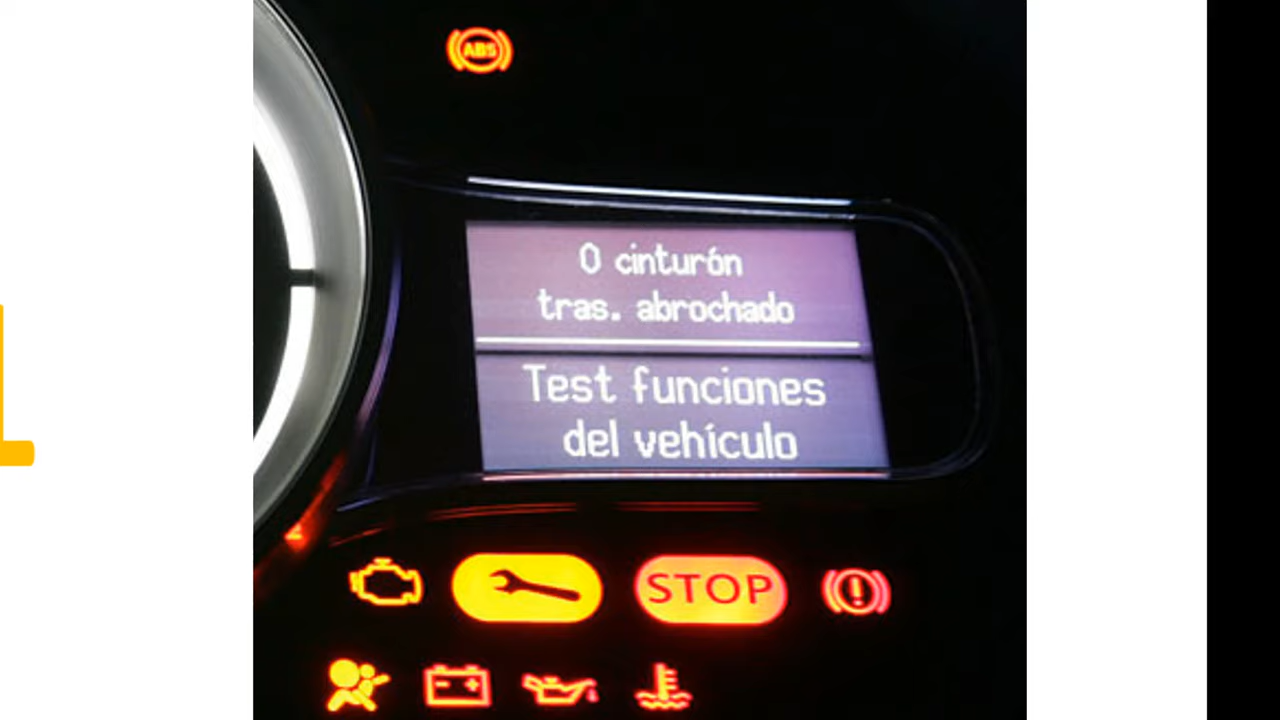 ABS
0 cinturón
tras. abrochado
Test funciones
del vehículo
STOP